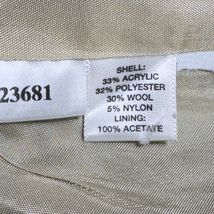 23681
SHELL:
33% ACRYLIC
32% POLYESTER
30% WOOL
5% NYLON
LINING:
100% ACETATE